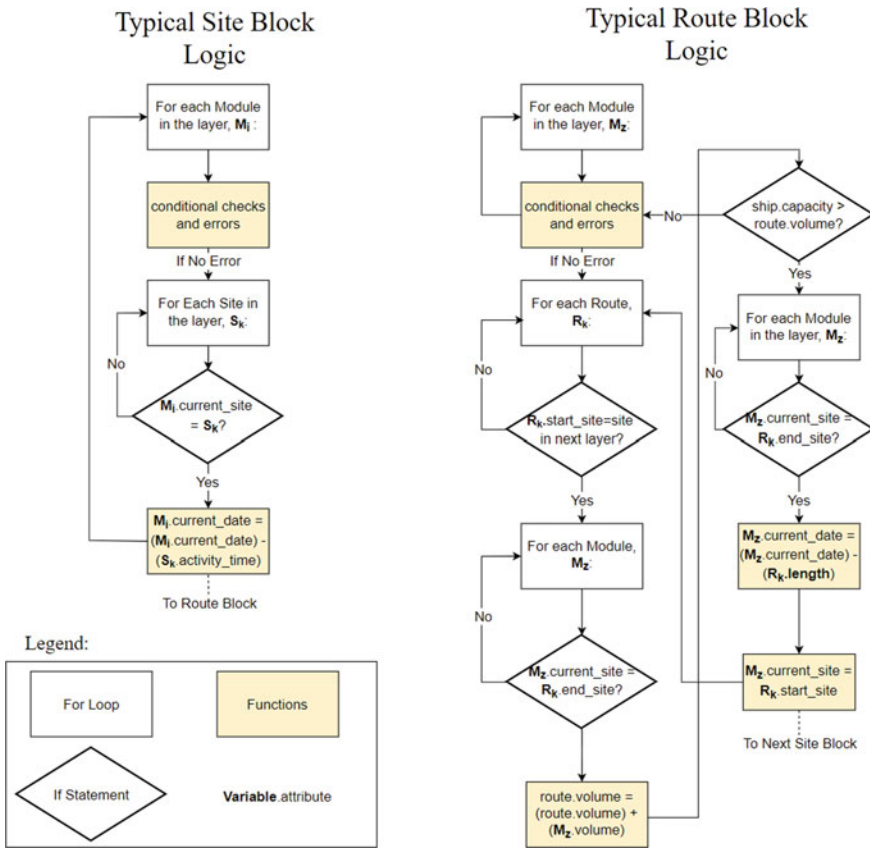 Typical Site Block
Logic
For each Module
in the layer, Mi :
conditional checks
and errors
If No Error
For Each Site in
the layer, Sk:
No
Mi.current_site
= Sk?
Yes
Mi.current_date =
(Mi.current_date) -
(Sk.activity_time)
To Route Block
Legend:
For Loop
Functions
If Statement
Variable.attribute
Typical Route Block
Logic
For each Module
in the layer, Mz:
conditional checks
and errors
If No Error
For each Route,
Rk:
No
Rk.start_site=site
in next layer?
Yes
For each Module,
Mz:
No
Mz.current_site =
Rk.end_site?
route.volume =
(route.volume) +
(Mz.volume)
ship.capacity >
route.volume?
No
Yes
For each Module
in the layer, Mz:
No
Mz.current_site =
Rk.end_site?
Yes
Mz.current_date =
(Mz.current_date) -
(Rk.length)
Mz.current_site =
Rk.start_site
To Next Site Block